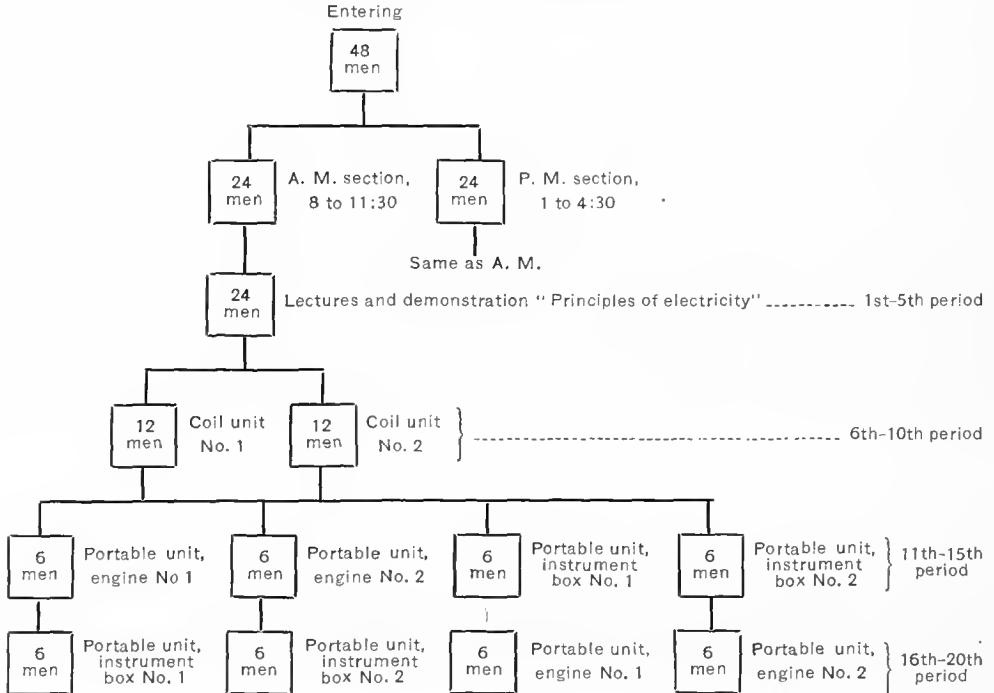 Entering
48
men
24
men
A. M. section,
8 to 11:30
24
men
P. M. section,
1 to 4:30
Same as A. M.
24
men
Lectures and demonstration “ Principles of electricity” 1st-5th period
12
men
Coil unit
No. 1
12
men
Coil unit
No. 2
6th-10th period
6
men
Portable unit,
engine No 1
6
men
Portable unit,
engine No. 2
6
men
Portable unit,
instrument
box No. 1
6
men
Portable unit,
instrument
box No. 2
11th-15th
period
6
men
Portable unit,
instrument
box No. 1
6
men
Portable unit,
instrument
box No. 2
6
men
Portable unit,
engine No. 1
6
men
Portable unit,
engine No. 2
16th-20th
period